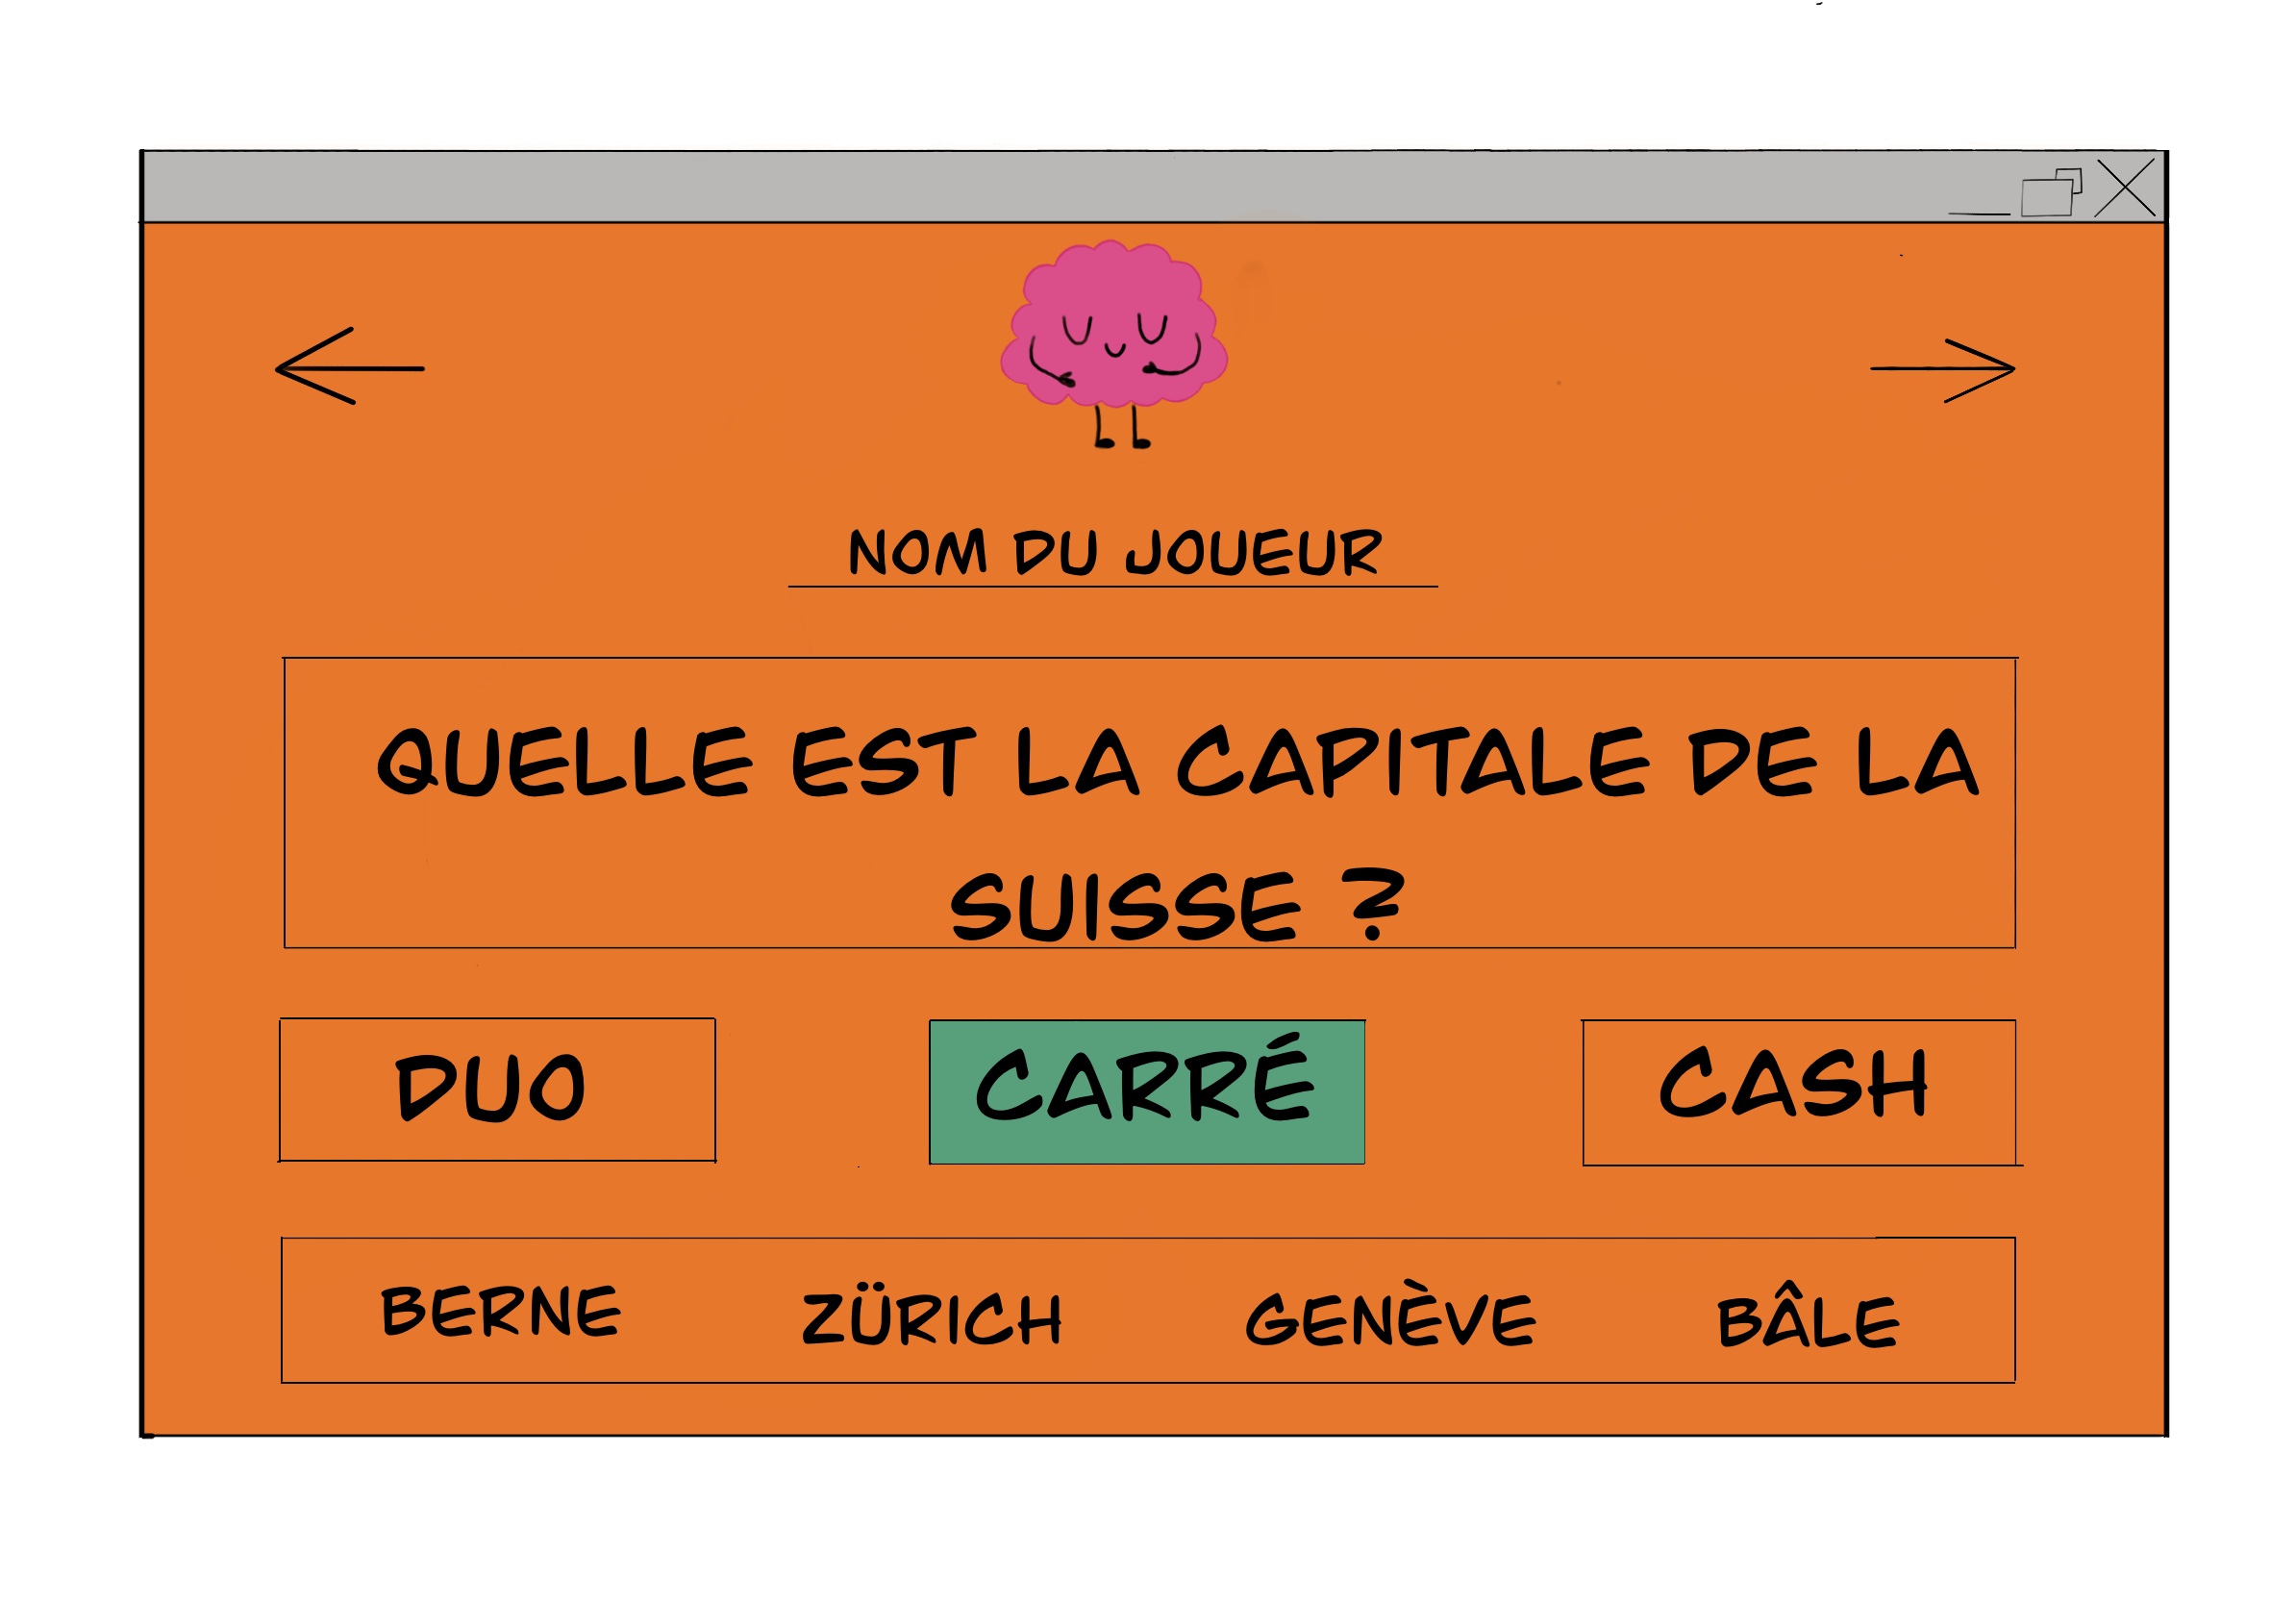 NOM DU JOUEUR
QUELLE EST LA CAPITALE DE LA
SUISSE ?
DUO CARRÉ CASH
BERNE ZÜRICH GENÈVE BÂLE